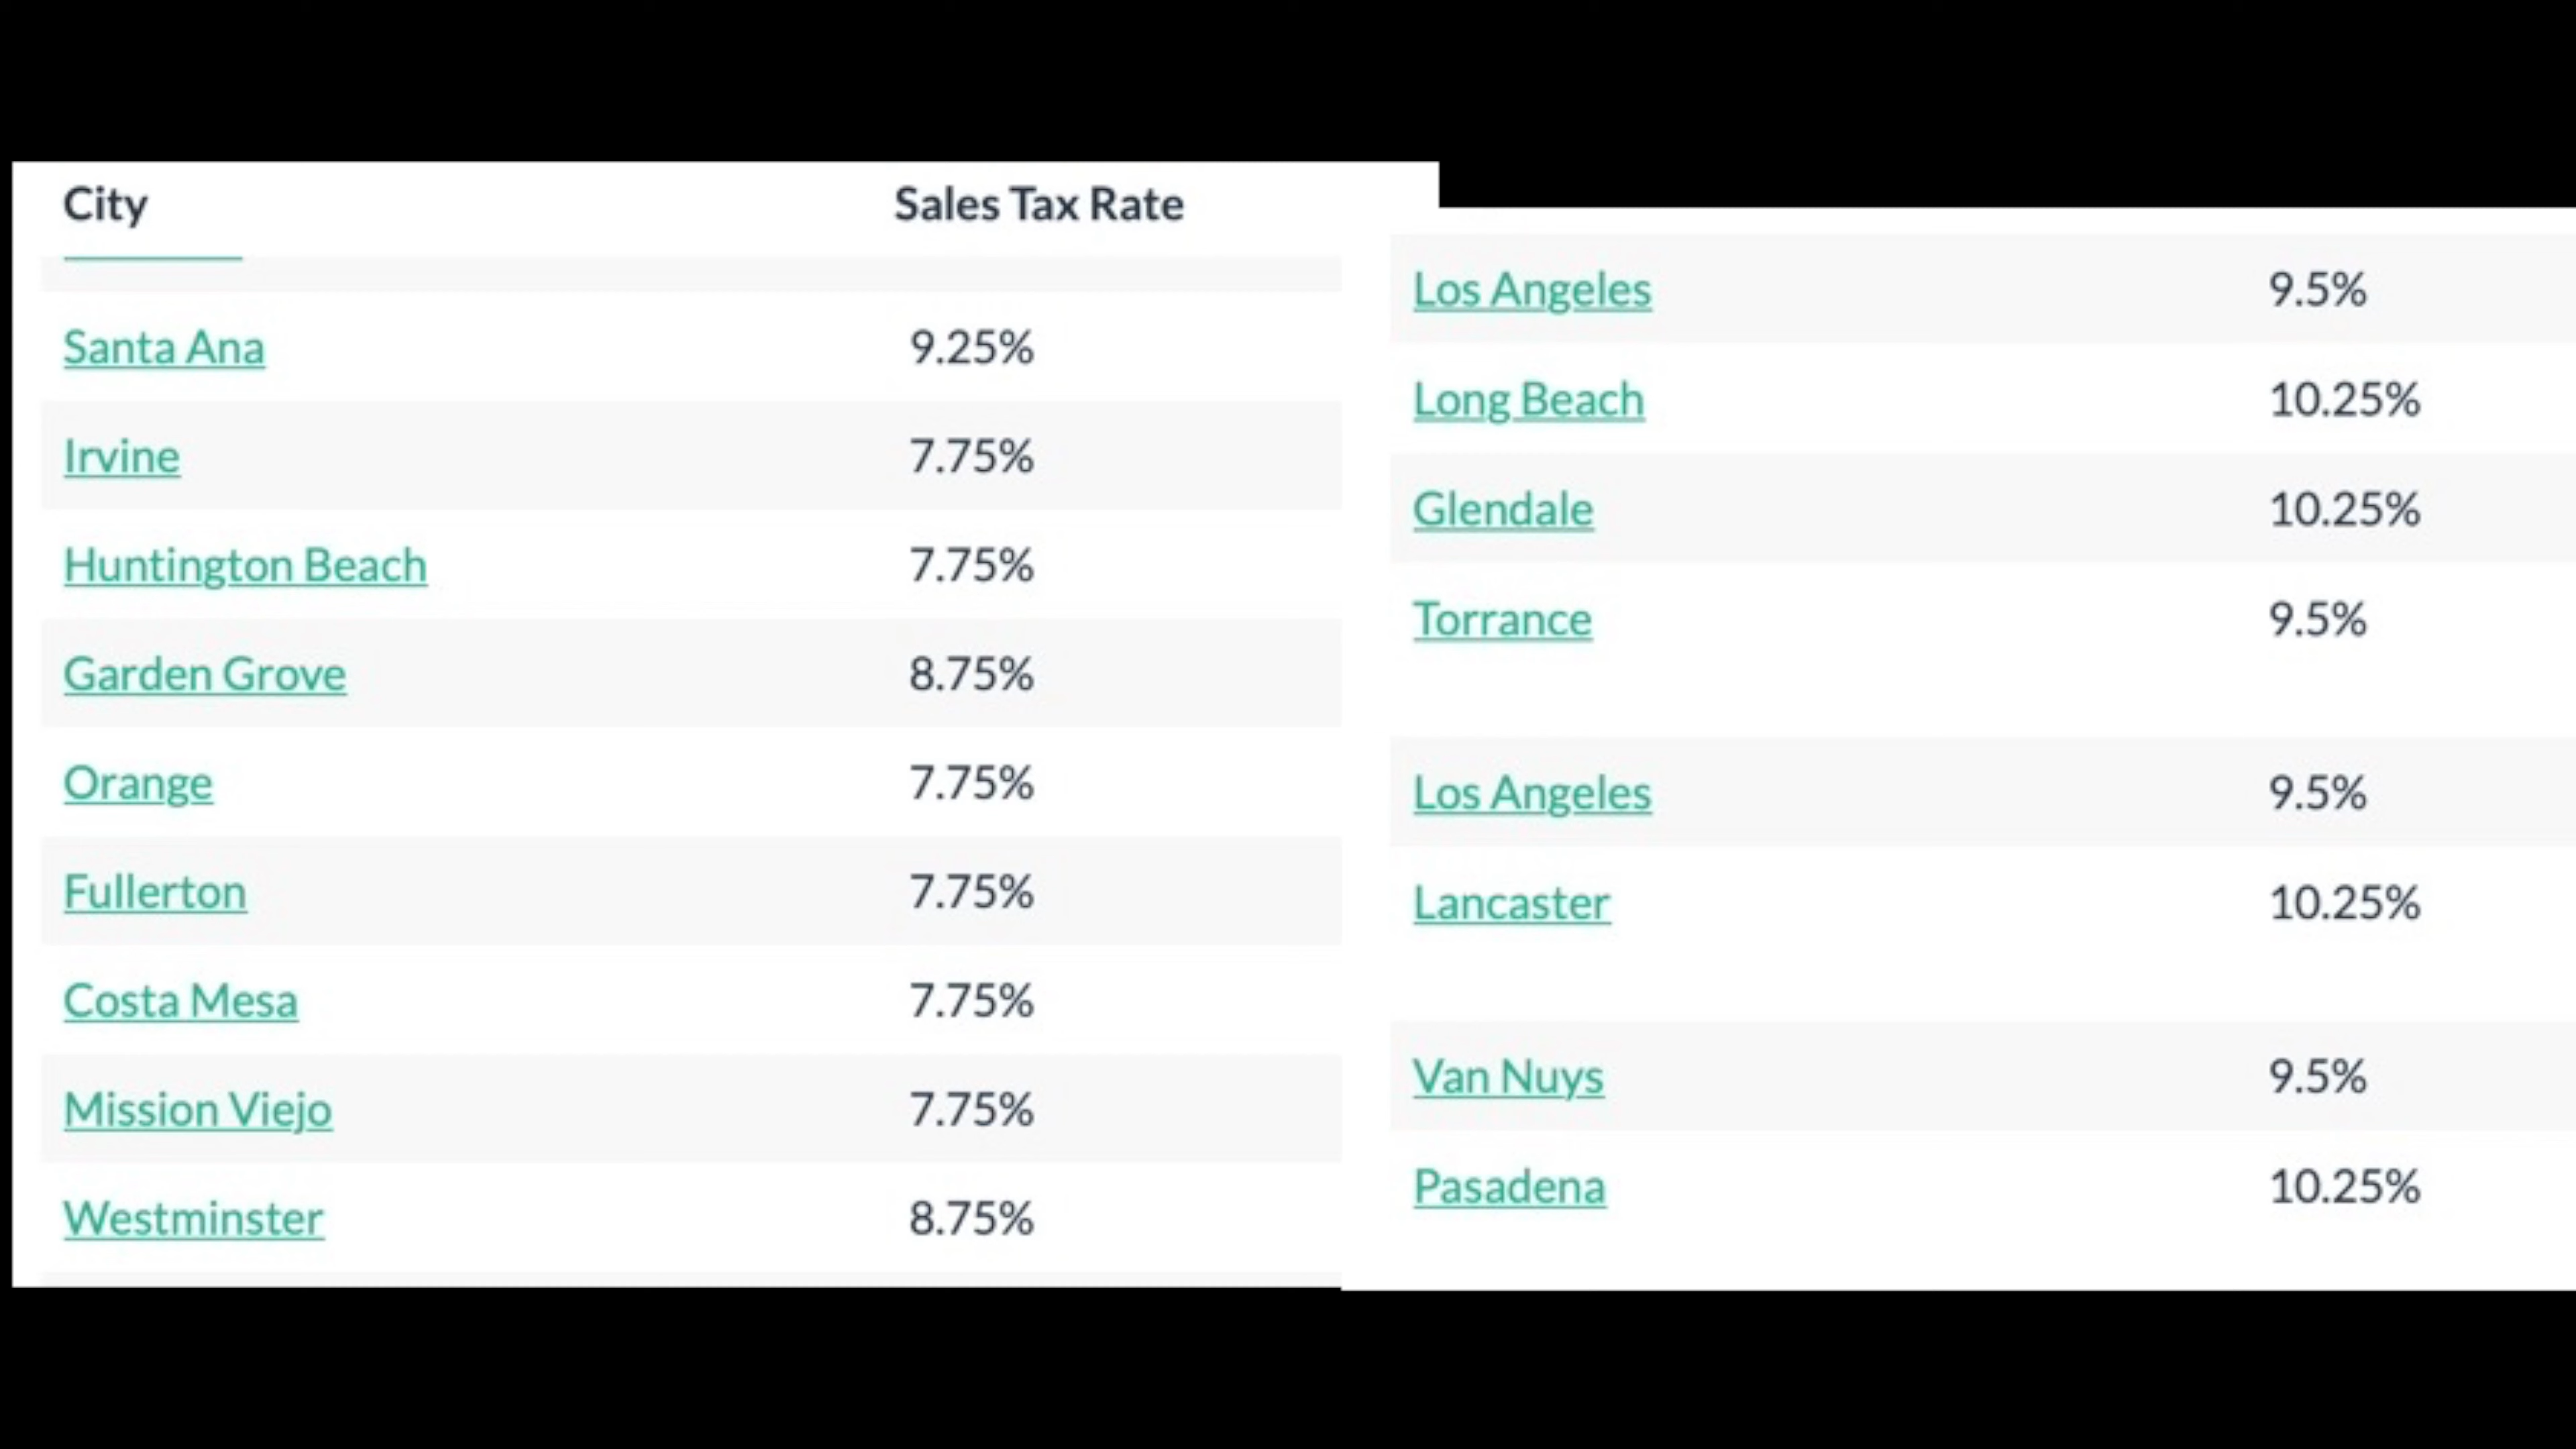 City Sales Tax Rate
Santa Ana 9.25%
Irvine 7.75%
Huntington Beach 7.75%
Garden Grove 8.75%
Orange 7.75%
Fullerton 7.75%
Costa Mesa 7.75%
Mission Viejo 7.75%
Westminster 8.75%
Los Angeles 9.5%
Long Beach 10.25%
Glendale 10.25%
Torrance 9.5%
Los Angeles 9.5%
Lancaster 10.25%
Van Nuys 9.5%
Pasadena 10.25%